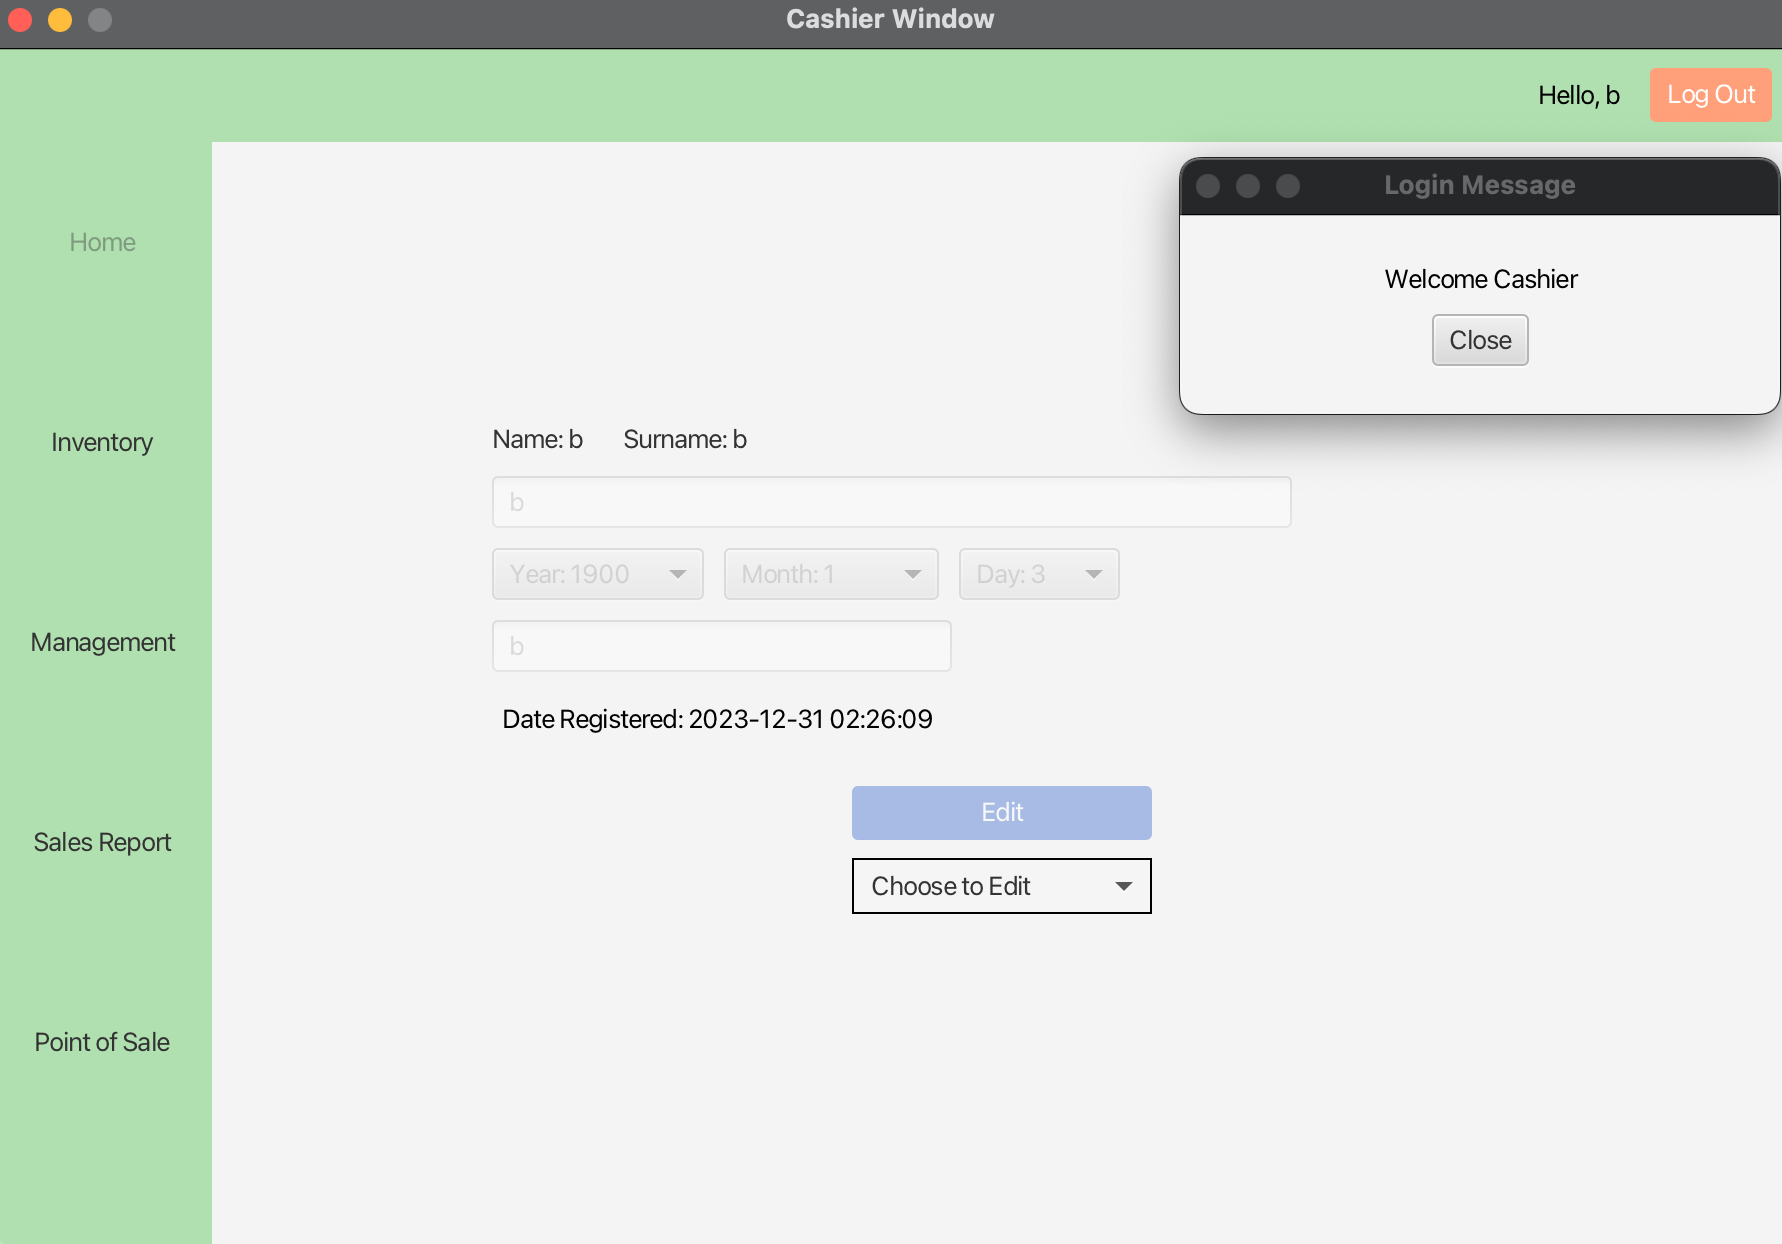 Cashier Window
Hello, b
Log Out
Login Message
Welcome Cashier
Close
Home
Inventory
Management
Sales Report
Point of Sale
Name: b Surname: b
b
Year: 1900 Month: 1 Day: 3
b
Date Registered: 2023-12-31 02:26:09
Edit
Choose to Edit